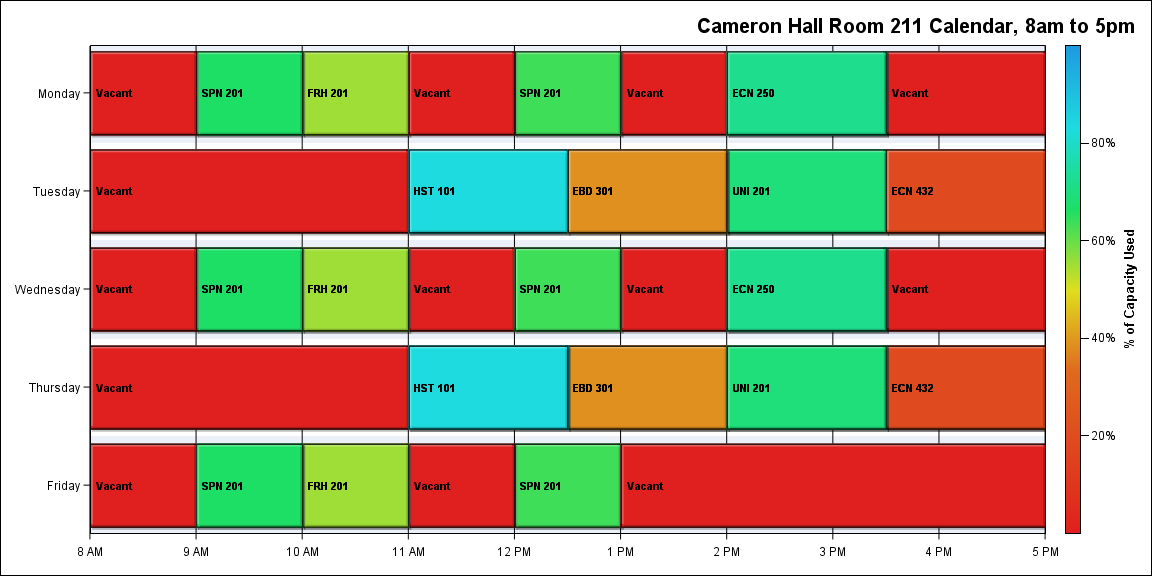 Cameron Hall Room 211 Calendar, 8am to 5pm
Monday Vacant SPN 201 FRH 201 Vacant SPN 201 Vacant ECN 250 Vacant
80%
Tuesday Vacant HST 101 EBD 301 UNI 201 ECN 432
60%
Wednesday Vacant SPN 201 FRH 201 Vacant SPN 201 Vacant ECN 250 Vacant
% of Capacity Used
40%
Thursday Vacant HST 101 EBD 301 UNI 201 ECN 432
20%
Friday Vacant SPN 201 FRH 201 Vacant SPN 201 Vacant
8 AM 9 AM 10 AM 11 AM 12 PM 1 PM 2 PM 3 PM 4 PM 5 PM